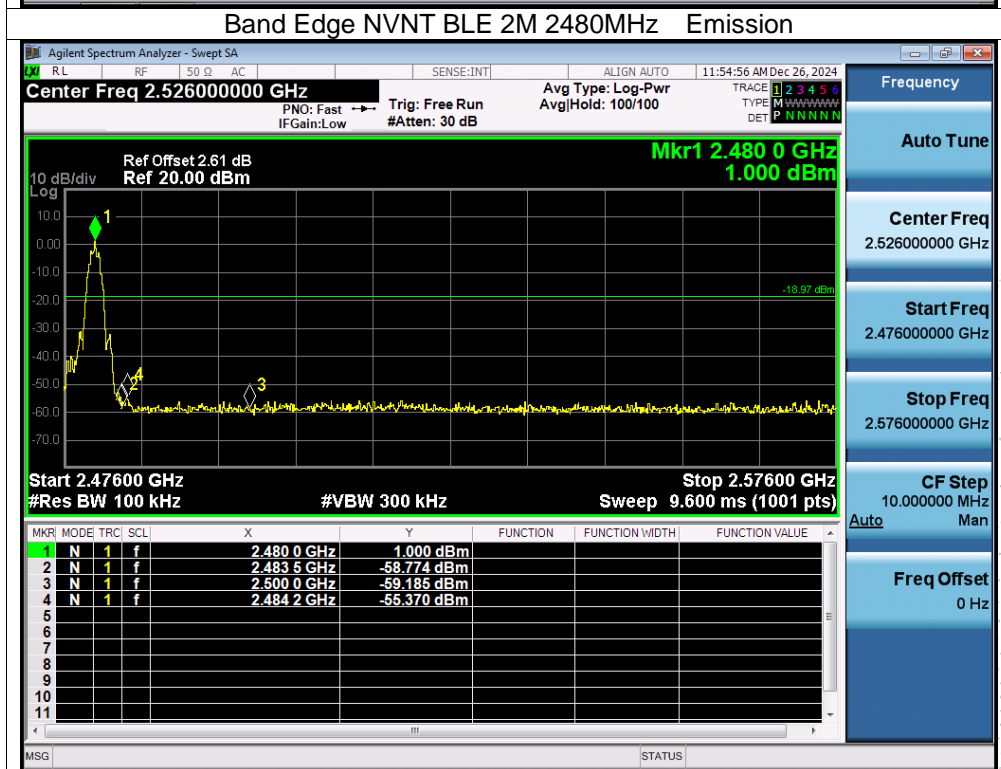 Band Edge NVNT BLE 2M 2480MHz Emission
Agilent Spectrum Analyzer - Swept SA
LXI RL RF 50 Ω AC SENSE:INT ALIGN AUTO 11:54:56 AM Dec 26, 2024
Center Freq 2.526000000 GHz
PNO: Fast
IFGain:Low
Trig: Free Run
#Atten: 30 dB
Avg Type: Log-Pwr
Avg|Hold: 100/100
TRACE 1 2 3 4 5 6
TYPE M WWWWW
DET P N N N N N
Mkr1 2.480 0 GHz
1.000 dBm
Ref Offset 2.61 dB
10 dB/div Ref 20.00 dBm
Log
10.0
0.00
-10.0
-20.0
-30.0
-40.0
-50.0
-60.0
-70.0
1
-18.97 dBm
2
4
3
Start 2.47600 GHz Stop 2.57600 GHz
#Res BW 100 kHz #VBW 300 kHz Sweep 9.600 ms (1001 pts)
MKR MODE TRC SCL X Y FUNCTION FUNCTION WIDTH FUNCTION VALUE
1 N 1 f 2.480 0 GHz 1.000 dBm
2 N 1 f 2.483 5 GHz -58.774 dBm
3 N 1 f 2.500 0 GHz -59.185 dBm
4 N 1 f 2.484 2 GHz -55.370 dBm
5
6
7
8
9
10
11
MSG STATUS
Frequency
Auto Tune
Center Freq
2.526000000 GHz
Start Freq
2.476000000 GHz
Stop Freq
2.576000000 GHz
CF Step
10.000000 MHz
Auto Man
Freq Offset
0 Hz